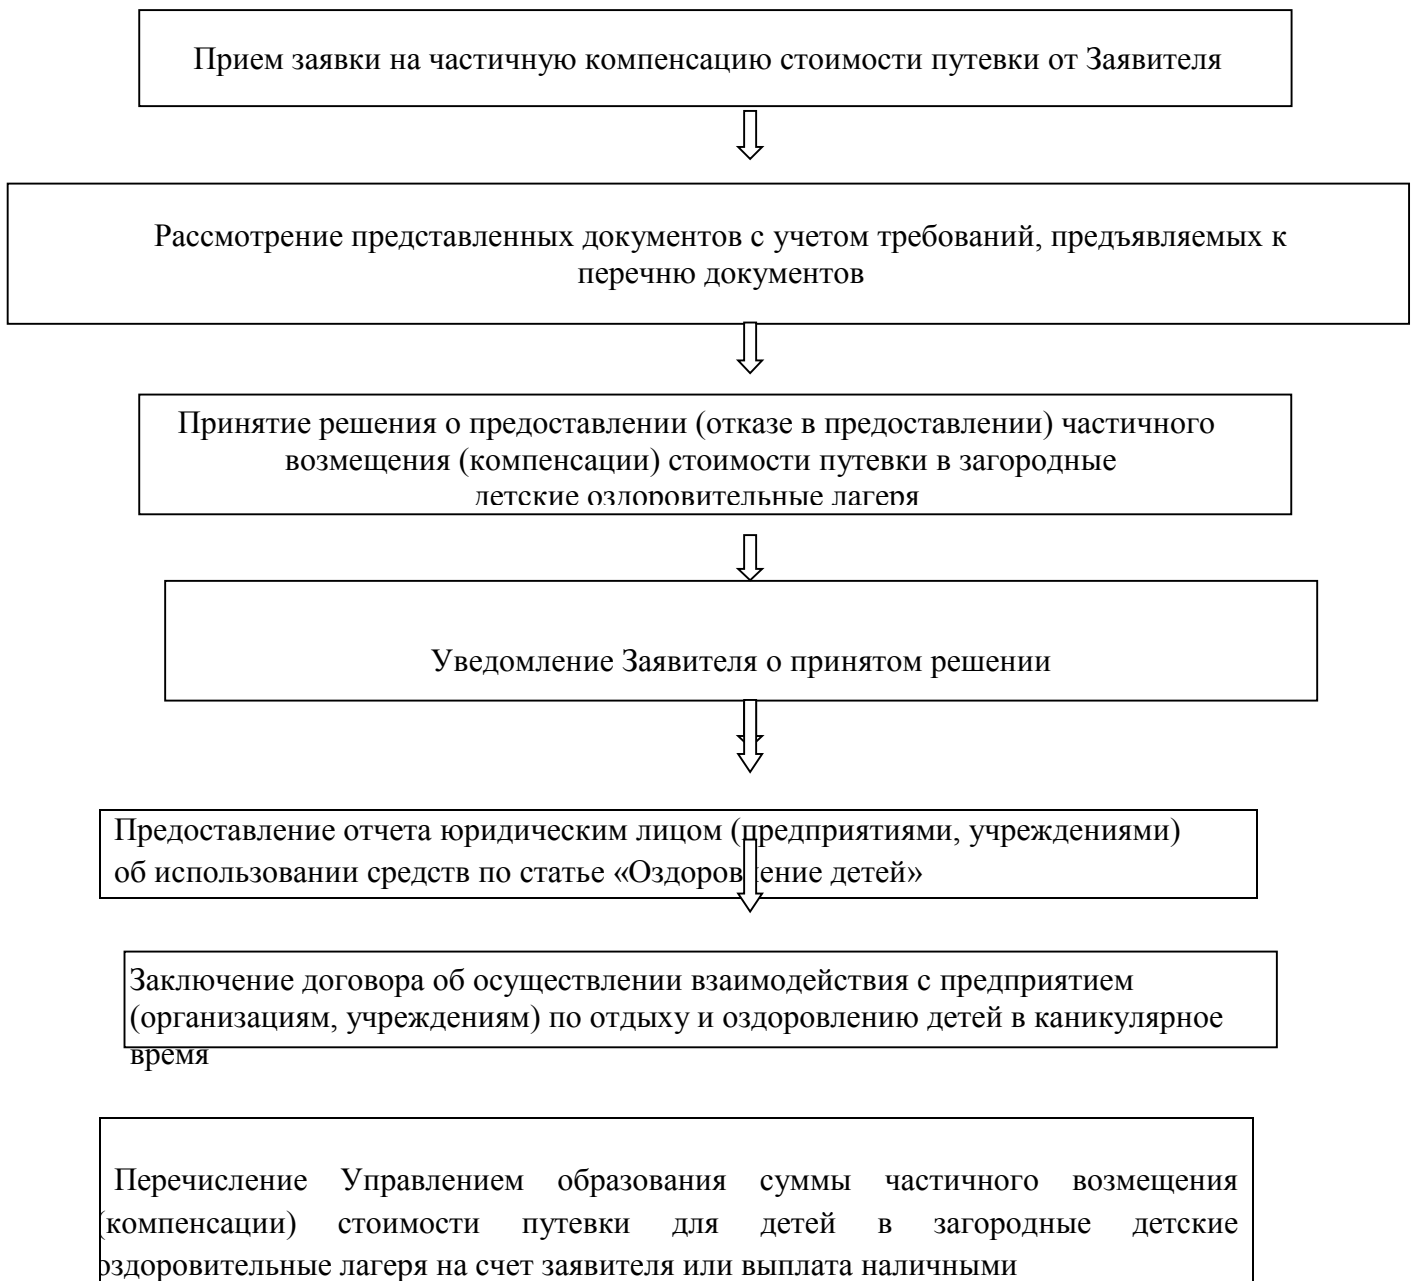 Прием заявки на частичную компенсацию стоимости путевки от Заявителя
Рассмотрение представленных документов с учетом требований, предъявляемых к
перечню документов
Принятие решения о предоставлении (отказе в предоставлении) частичного
возмещения (компенсации) стоимости путевки в загородные
детские оздоровительные лагеря
Уведомление Заявителя о принятом решении
Предоставление отчета юридическим лицом (предприятиями, учреждениями)
об использовании средств по статье «Оздоровление детей»
Заключение договора об осуществлении взаимодействия с предприятием
(организациям, учреждениям) по отдыху и оздоровлению детей в каникулярное
время
Перечисление Управлением образования суммы частичного возмещения
(компенсации) стоимости путевки для детей в загородные детские
оздоровительные лагеря на счет заявителя или выплата наличными